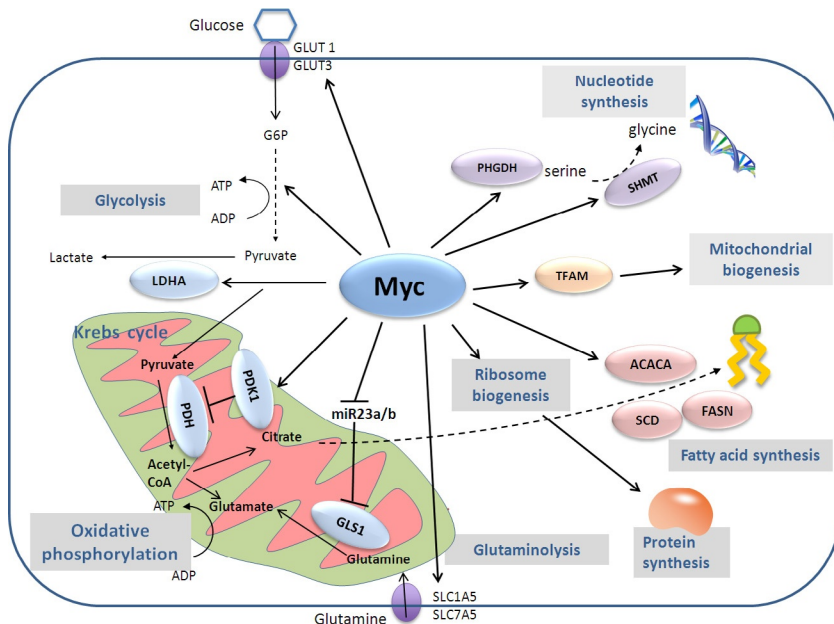 Glucose
GLUT 1
GLUT3
G6P
ATP
ADP
Glycolysis
Lactate
Pyruvate
LDHA
Myc
PHGDH
serine
glycine
SHMT
Nucleotide
synthesis
TFAM
Mitochondrial
biogenesis
Ribosome
biogenesis
ACACA
SCD
FASN
Fatty acid synthesis
Protein
synthesis
Krebs cycle
Pyruvate
PDH
PDK1
miR23a/b
Citrate
Acetyl-
CoA
Glutamate
GLS1
Glutamine
ATP
ADP
Oxidative
phosphorylation
Glutaminolysis
Glutamine
SLC1A5
SLC7A5